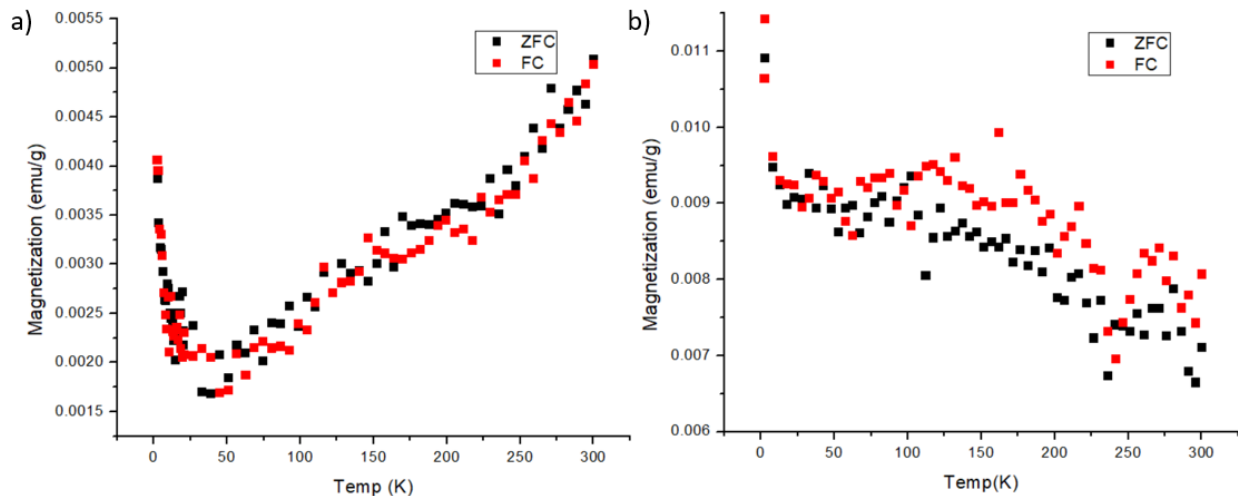 a)
ZFC
FC
0.0055
0.0050
0.0045
0.0040
0.0035
0.0030
0.0025
0.0020
0.0015
Magnetization (emu/g)
0 50 100 150 200 250 300
Temp (K)
b)
ZFC
FC
0.011
0.010
0.009
0.008
0.007
0.006
Magnetization (emu/g)
0 50 100 150 200 250 300
Temp(K)